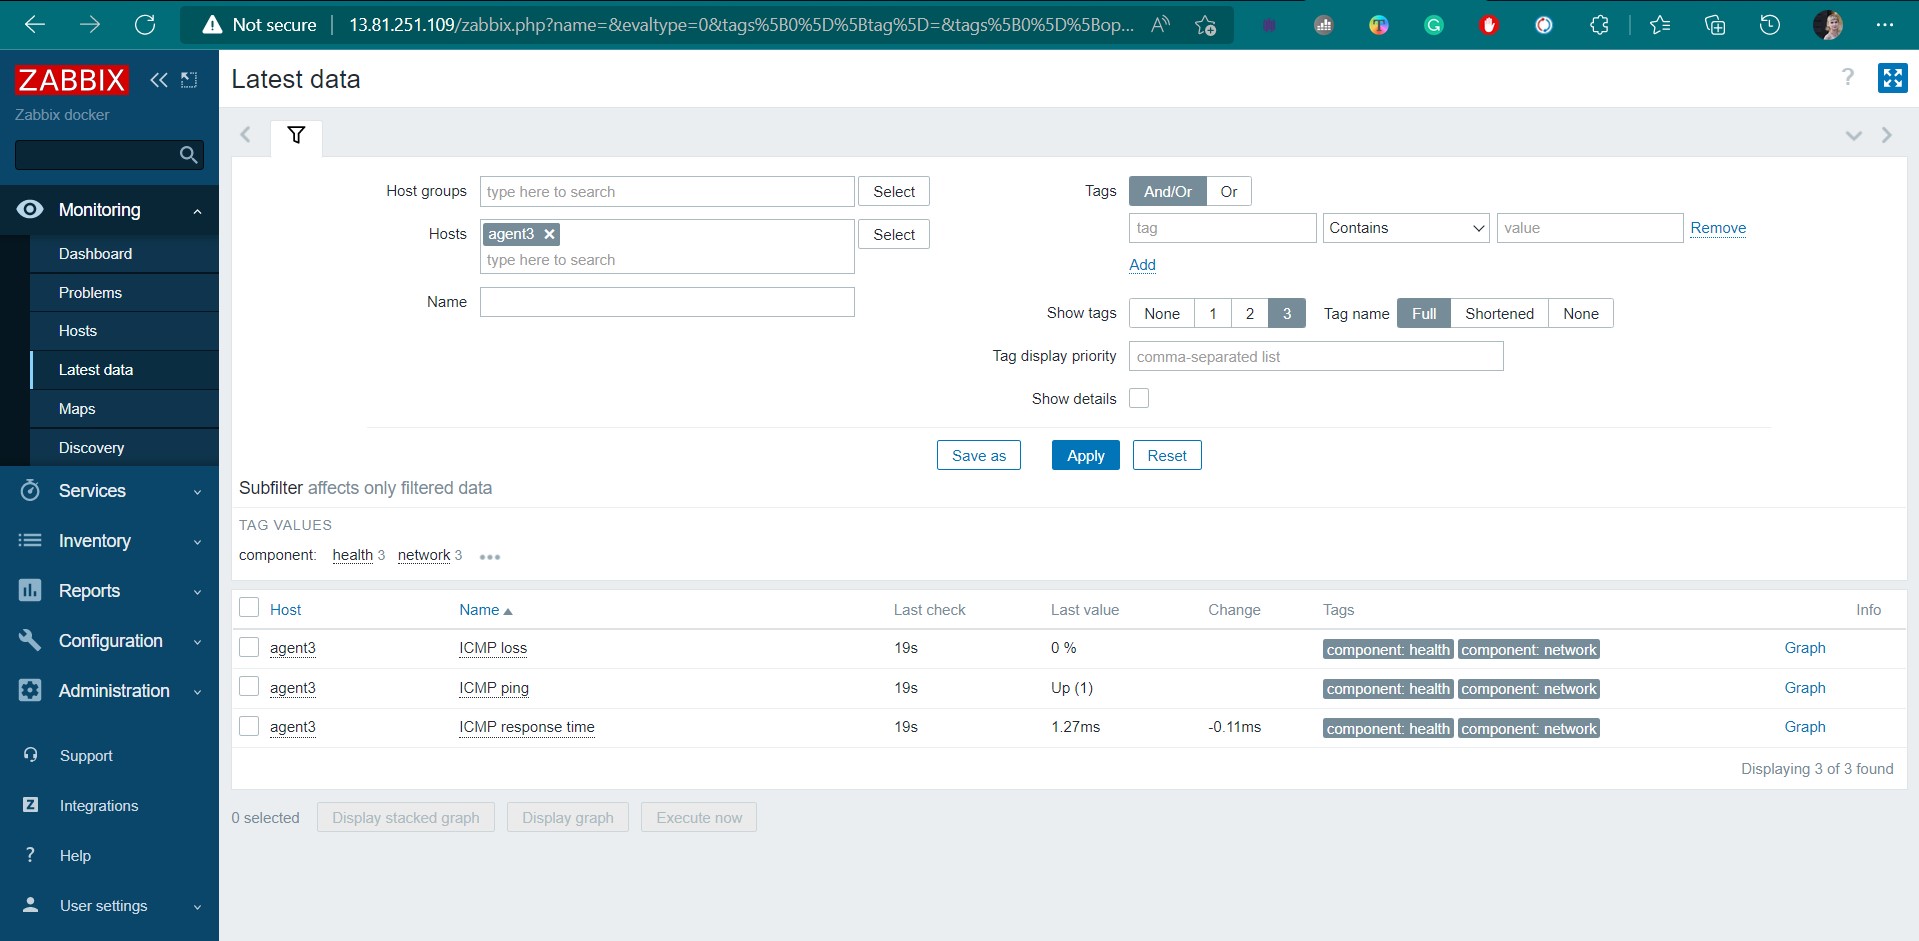 Not secure 13.81.251.109/zabbix.php?name=&evaltype=0&tags%5B0%5D%5Btag%5D=&tags%5B0%5D%5Bop...
ZABBIX
Latest data
?
Zabbix docker
Monitoring
Dashboard
Problems
Hosts
Latest data
Maps
Discovery
Services
Inventory
Reports
Configuration
Administration
Support
Z Integrations
? Help
User settings
Host groups type here to search Select
Hosts agent3 Select
type here to search
Name
Tags And/Or Or
tag Contains value Remove
Add
Show tags None 1 2 3 Tag name Full Shortened None
Tag display priority comma-separated list
Show details
Save as Apply Reset
Subfilter affects only filtered data
TAG VALUES
component: health 3 network 3
Host Name Last check Last value Change Tags Info
agent3 ICMP loss 19s 0 % component: health component: network Graph
agent3 ICMP ping 19s Up (1) component: health component: network Graph
agent3 ICMP response time 19s 1.27ms -0.11ms component: health component: network Graph
Displaying 3 of 3 found
0 selected Display stacked graph Display graph Execute now